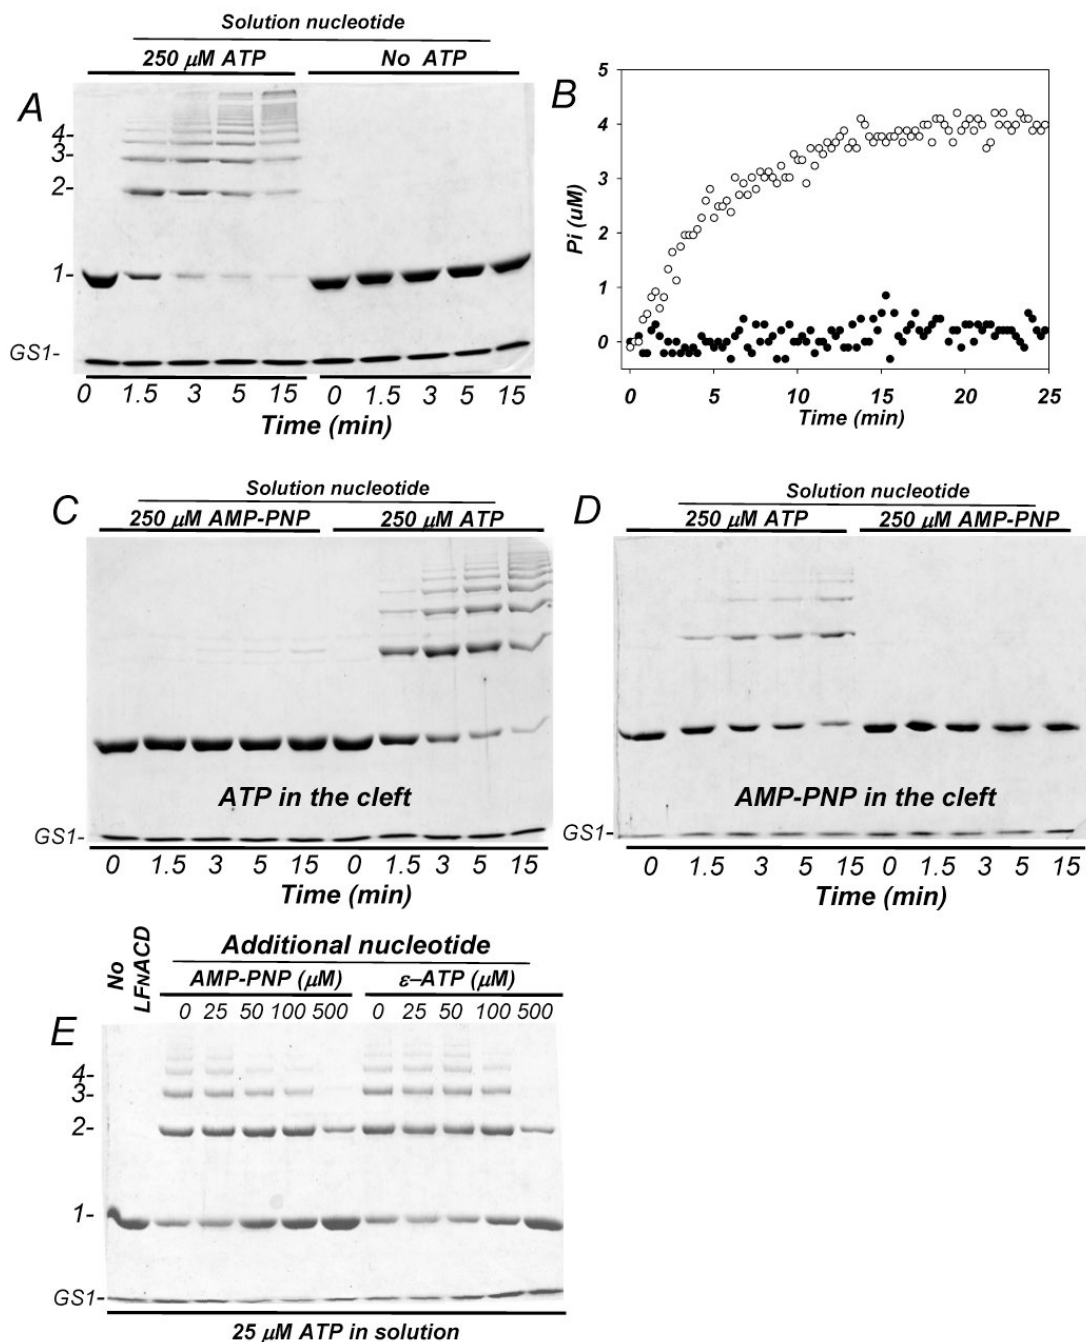 Solution nucleotide
250 μM ATP No ATP
A
4-
3-
2-
1-
GS1-
0 1.5 3 5 15 0 1.5 3 5 15
Time (min)
B
5
4
3
2
1
0
Pi (uM)
0 5 10 15 20 25
Time (min)
C
Solution nucleotide
250 μM AMP-PNP 250 μM ATP
ATP in the cleft
GS1-
0 1.5 3 5 15 0 1.5 3 5 15
Time (min)
D
Solution nucleotide
250 μM ATP 250 μM AMP-PNP
AMP-PNP in the cleft
GS1-
0 1.5 3 5 15 0 1.5 3 5 15
Time (min)
E
No
LFNACD
Additional nucleotide
AMP-PNP (μM) ε–ATP (μM)
0 25 50 100 500 0 25 50 100 500
4-
3-
2-
1-
GS1-
25 μM ATP in solution